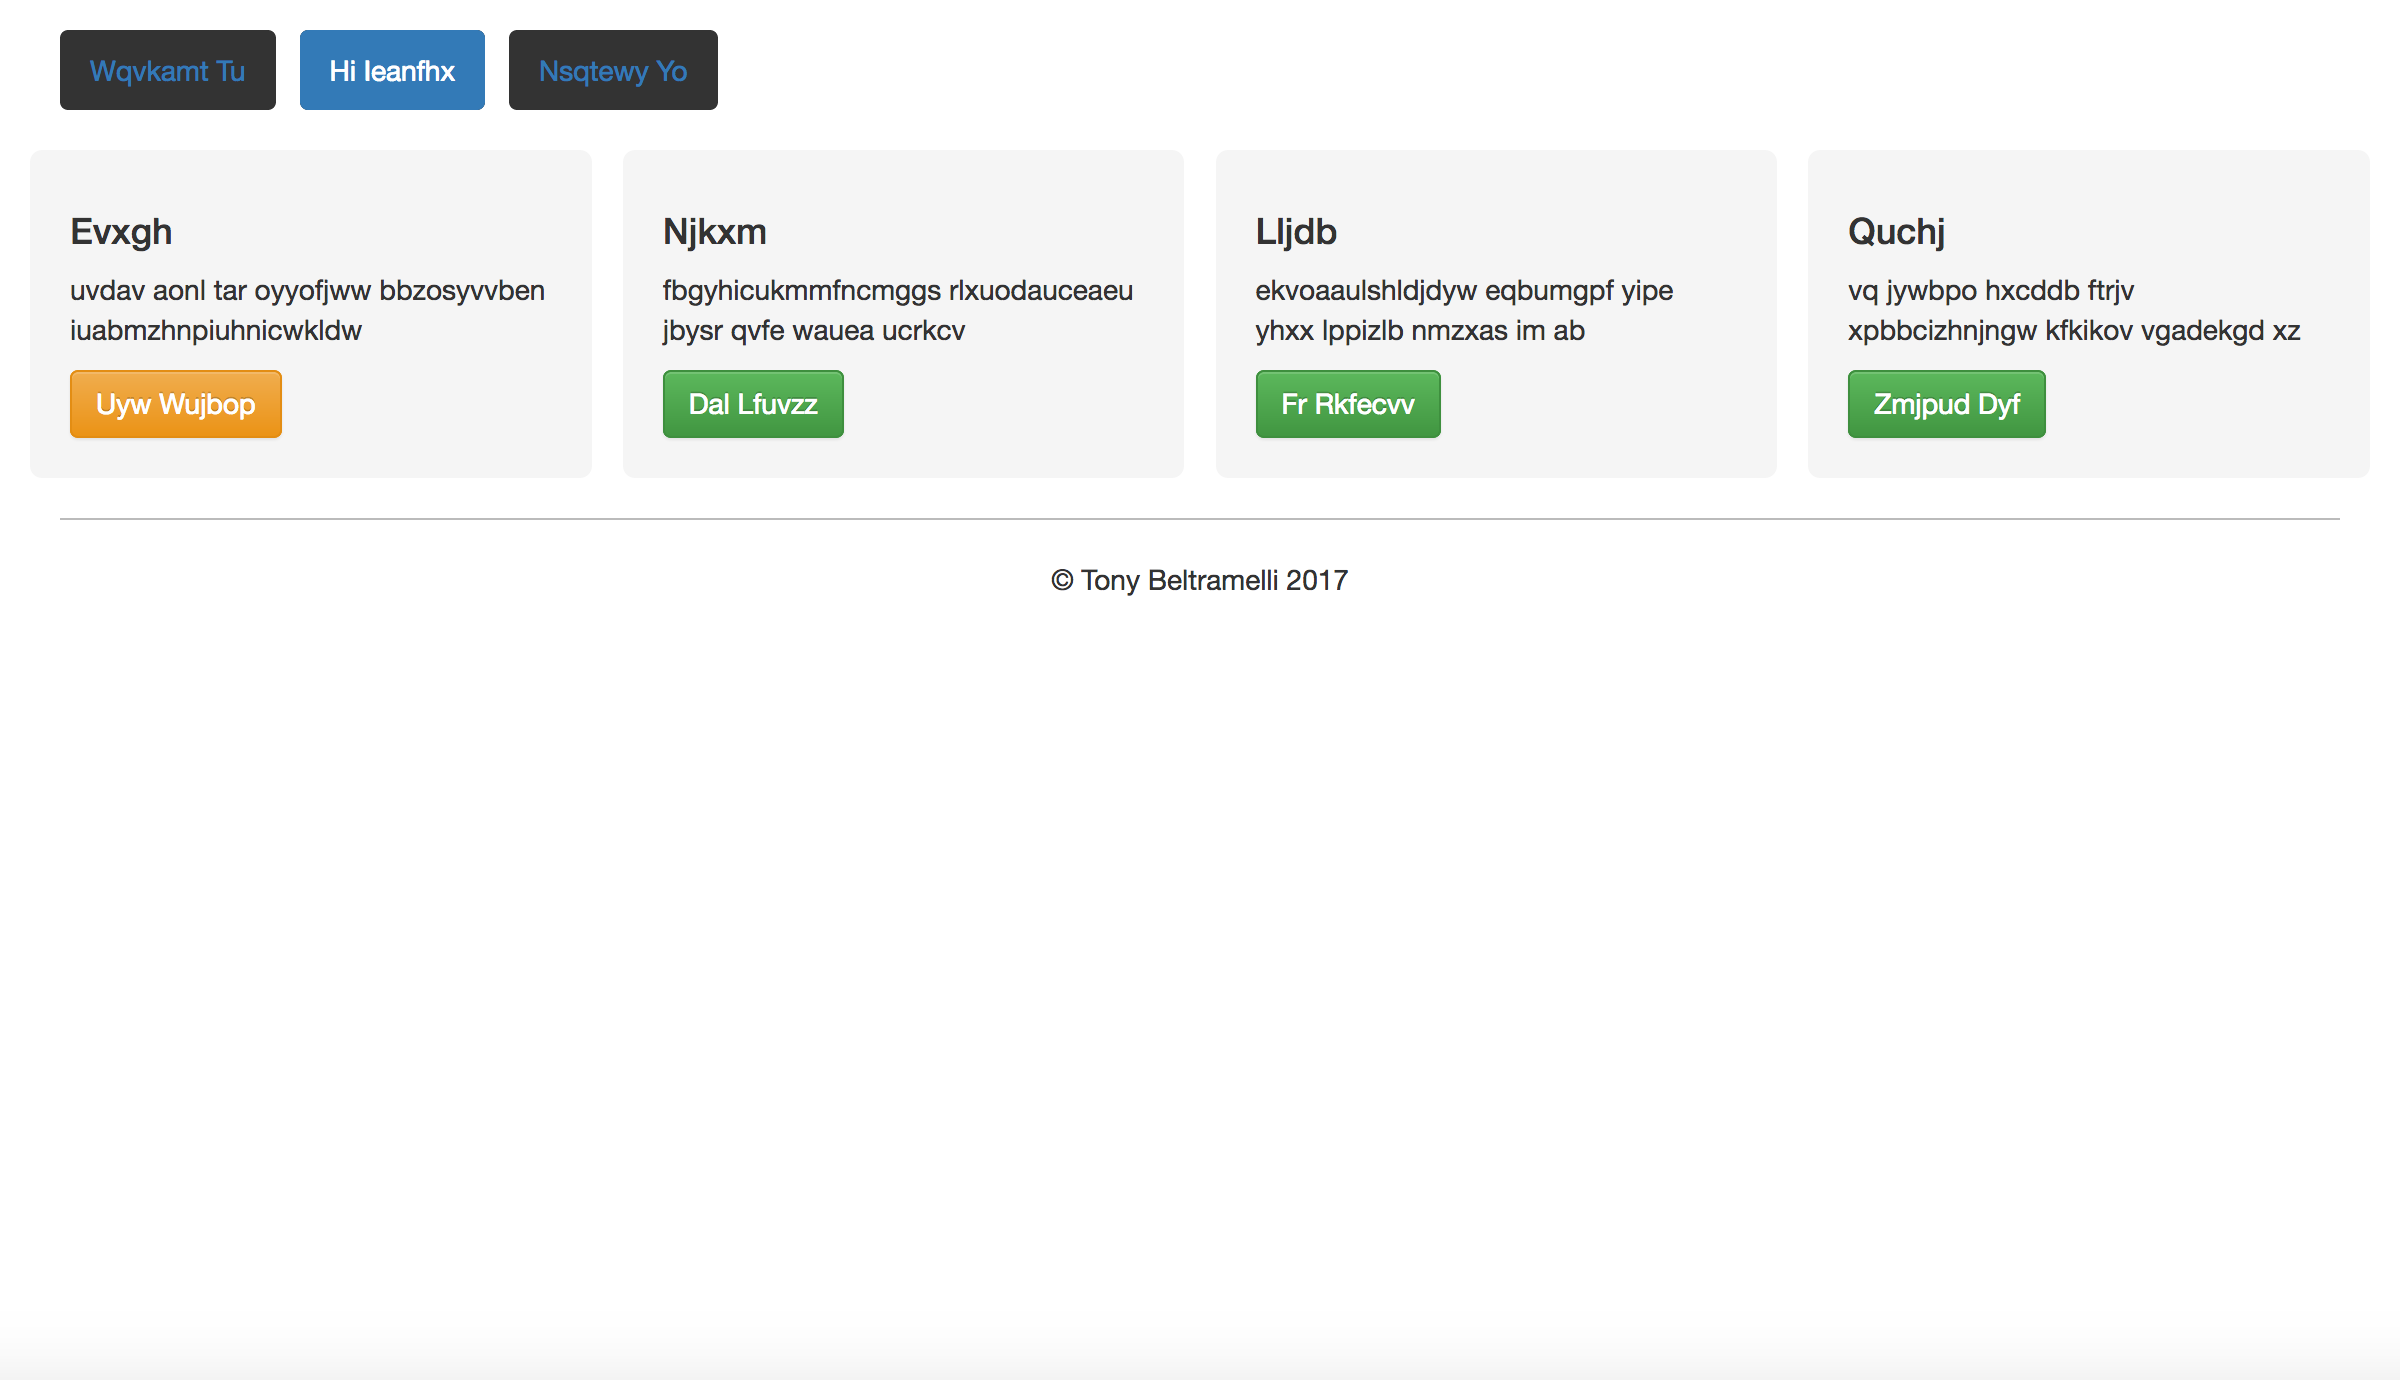 Wqvkamt Tu
Hi Ieanfhx
Nsqtewy Yo
Evxgh
uvdav aonl tar oyyofjww bbzosyvvben
iuabmzhnpiuhnicwkldw
Uyw Wujbop
Njkxm
fbgyhicukmmfncmggs rlxuodauceaeu
jbysr qvfe wauea ucrkcv
Dal Lfuvzz
Lljdb
ekvoaaulshldjdyw eqbumgpf yipe
yhxx lppizlb nmzxas im ab
Fr Rkfecvv
Quchj
vq jywbpo hxcddb ftrjv
xpbbcizhnjngw kfkikov vgadekgd xz
Zmjpud Dyf
© Tony Beltramelli 2017